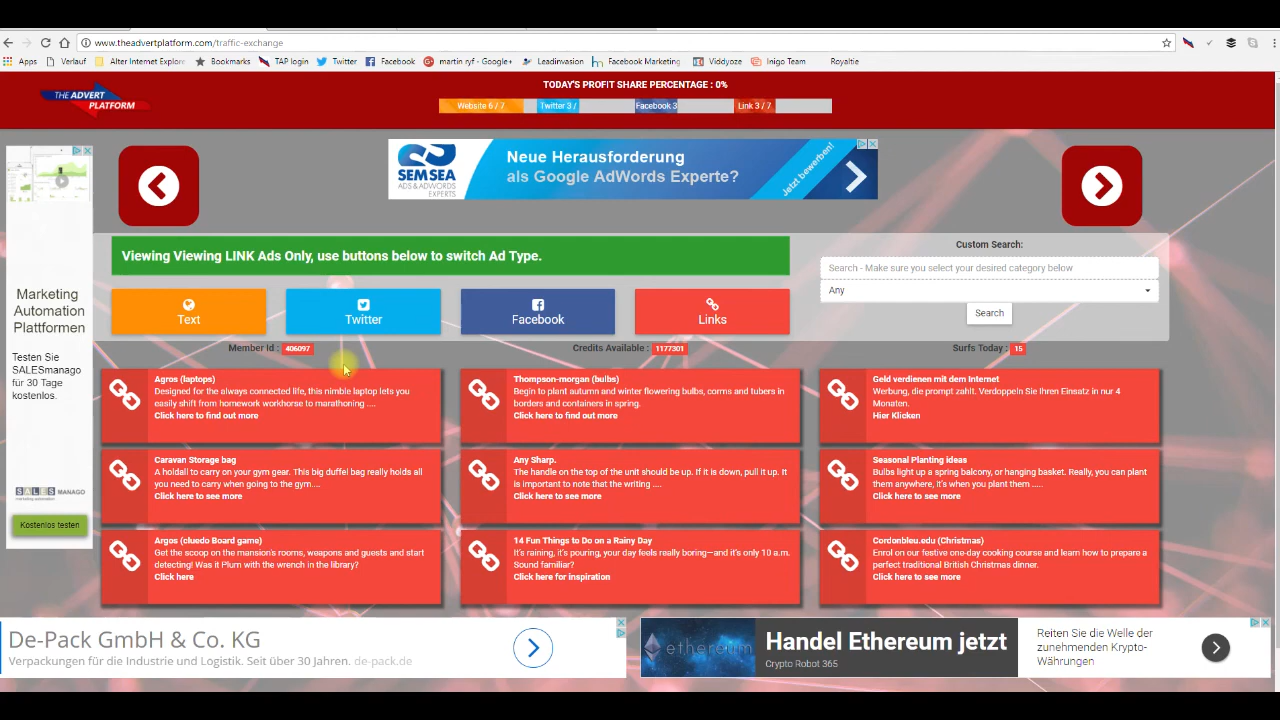 www.theadvertplatform.com/traffic-exchange
Apps Verlauf Alter Internet Explore Bookmarks TAP login Twitter Facebook martin ryf - Google+ Leadinvasion Facebook Marketing Viddyoze Inigo Team Royaltie
THE ADVERT
PLATFORM
TODAY'S PROFIT SHARE PERCENTAGE : 0%
Website 6 / 7 Twitter 3 / Facebook 3 Link 3 / 7
SEMSEA
ADS & ADWORDS
EXPERTS
Neue Herausforderung
als Google AdWords Experte?
Jetzt bewerben!
Marketing
Automation
Plattformen
Testen Sie
SALESmanago
für 30 Tage
kostenlos.
SALES MANAGO
marketing automation
Kostenlos testen
Viewing Viewing LINK Ads Only, use buttons below to switch Ad Type.
Custom Search:
Search - Make sure you select your desired category below
Any
Search
Text
Twitter
Facebook
Links
Member Id : 406097
Credits Available : 1177301
Surfs Today : 15
Agros (laptops)
Designed for the always connected life, this nimble laptop lets you
easily shift from homework workhorse to marathoning ....
Click here to find out more
Thompson-morgan (bulbs)
Begin to plant autumn and winter flowering bulbs, corms and tubers in
borders and containers in spring.
Click here to find out more
Geld verdienen mit dem Internet
Werbung, die prompt zahlt. Verdoppeln Sie Ihren Einsatz in nur 4
Monaten.
Hier Klicken
Caravan Storage bag
A holdall to carry on your gym gear. This big duffel bag really holds all
you need to carry when going to the gym....
Click here to see more
Any Sharp.
The handle on the top of the unit should be up. If it is down, pull it up. It
is important to note that the writing ....
Click here to see more
Seasonal Planting ideas
Bulbs light up a spring balcony, or hanging basket. Really, you can plant
them anywhere, it's when you plant them .....
Click here to see more
Argos (cluedo Board game)
Get the scoop on the mansion's rooms, weapons and guests and start
detecting! Was it Plum with the wrench in the library?
Click here
14 Fun Things to Do on a Rainy Day
It's raining, it's pouring, your day feels really boring—and it's only 10 a.m.
Sound familiar?
Click here for inspiration
Cordonbleu.edu (Christmas)
Enrol on our festive one-day cooking course and learn how to prepare a
perfect traditional British Christmas dinner.
Click here to see more
De-Pack GmbH & Co. KG
Verpackungen für die Industrie und Logistik. Seit über 30 Jahren. de-pack.de
ethereum
Handel Ethereum jetzt
Crypto Robot 365
Reiten Sie die Welle der
zunehmenden Krypto-
Währungen